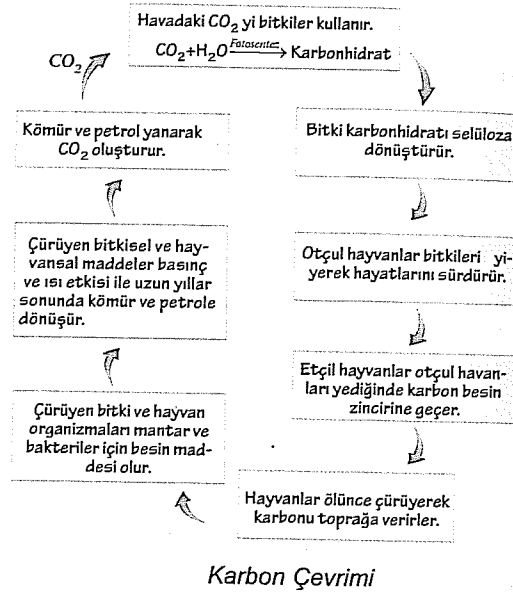 Havadaki CO2 yi bitkiler kullanır.
CO2+H2O Fotosentez Karbonhidrat
Bitki karbonhidratı selüloza
dönüştürür.
Otçul hayvanlar bitkileri yi-
yerek hayatlarını sürdürür.
Etçil hayvanlar otçul havan-
ları yediğinde karbon besin
zincirine geçer.
Hayvanlar ölünce çürüyerek
karbonu toprağa verirler.
Çürüyen bitki ve hayvan
organizmaları mantar ve
bakteriler için besin mad-
desi olur.
Çürüyen bitkisel ve hay-
vansal maddeler basınç
ve ısı etkisi ile uzun yıllar
sonunda kömür ve petrole
dönüşür.
Kömür ve petrol yanarak
CO2 oluşturur.
CO2
Karbon Çevrimi